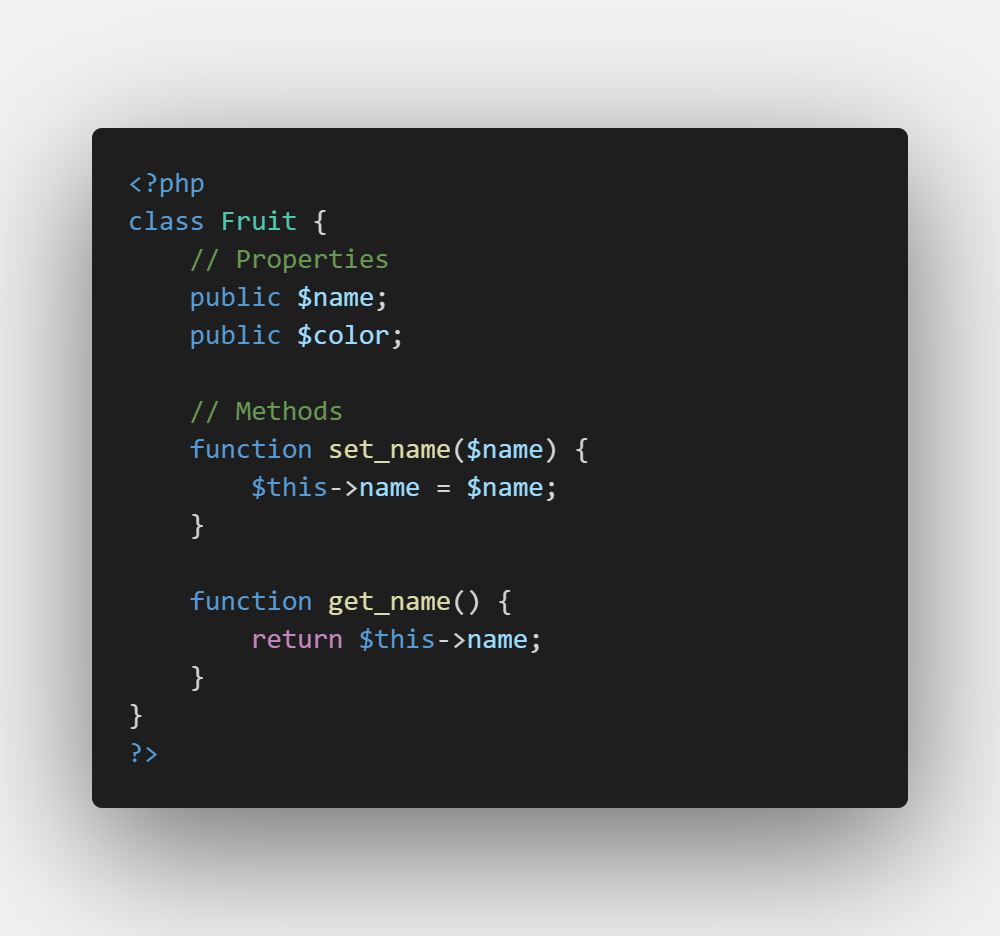 <?php
class Fruit {
    // Properties
    public $name;
    public $color;

    // Methods
    function set_name($name) {
        $this->name = $name;
    }

    function get_name() {
        return $this->name;
    }
}
?>